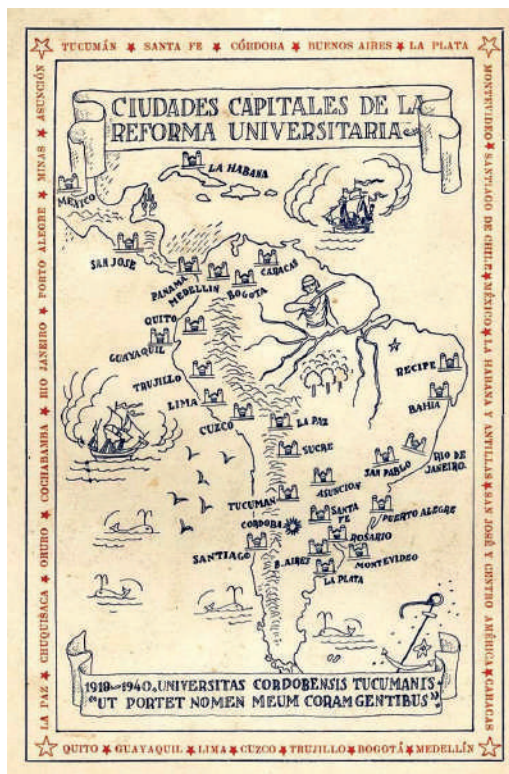 TUCUMÁN ★ SANTA FE ★ CÓRDOBA ★ BUENOS AIRES ★ LA PLATA
MONTEVIDEO ★ SANTIAGO DE CHILE ★ MÉXICO ★ LA HABANA Y ANTILLAS ★ SAN JOSÉ Y CENTRO AMÉRICA ★ CARACAS
LA PAZ ★ CHUQUISACA ★ ORURO ★ COCHABAMBA ★ RIO JANEIRO ★ PORTO ALEGRE ★ MINAS ★ ASUNCIÓN
CIUDADES CAPITALES DE LA
REFORMA UNIVERSITARIA
LA HABANA
MEXICO
SAN JOSE
PANAMA
MEDELLIN
BOGOTA
CARACAS
QUITO
GUAYAQUIL
TRUJILLO
LIMA
CUZCO
RECIPE
BAHIA
LA PAZ
SUCRE
SAN PABLO
RIO DE
JANEIRO
ASUNCION
TUCUMAN
SANTA
FE
PUERTO ALEGRE
CORDOBA
ROSARIO
SANTIAGO
B. AIRES
MONTEVIDEO
LA PLATA
1918-1940. UNIVERSITAS CORDOBENSIS TUCUMANIS
"UT PORTET NOMEN MEUM CORAM GENTIBUS".
QUITO ★ GUAYAQUIL ★ LIMA ★ CUZCO ★ TRUJILLO ★ BOGOTÁ ★ MEDELLÍN